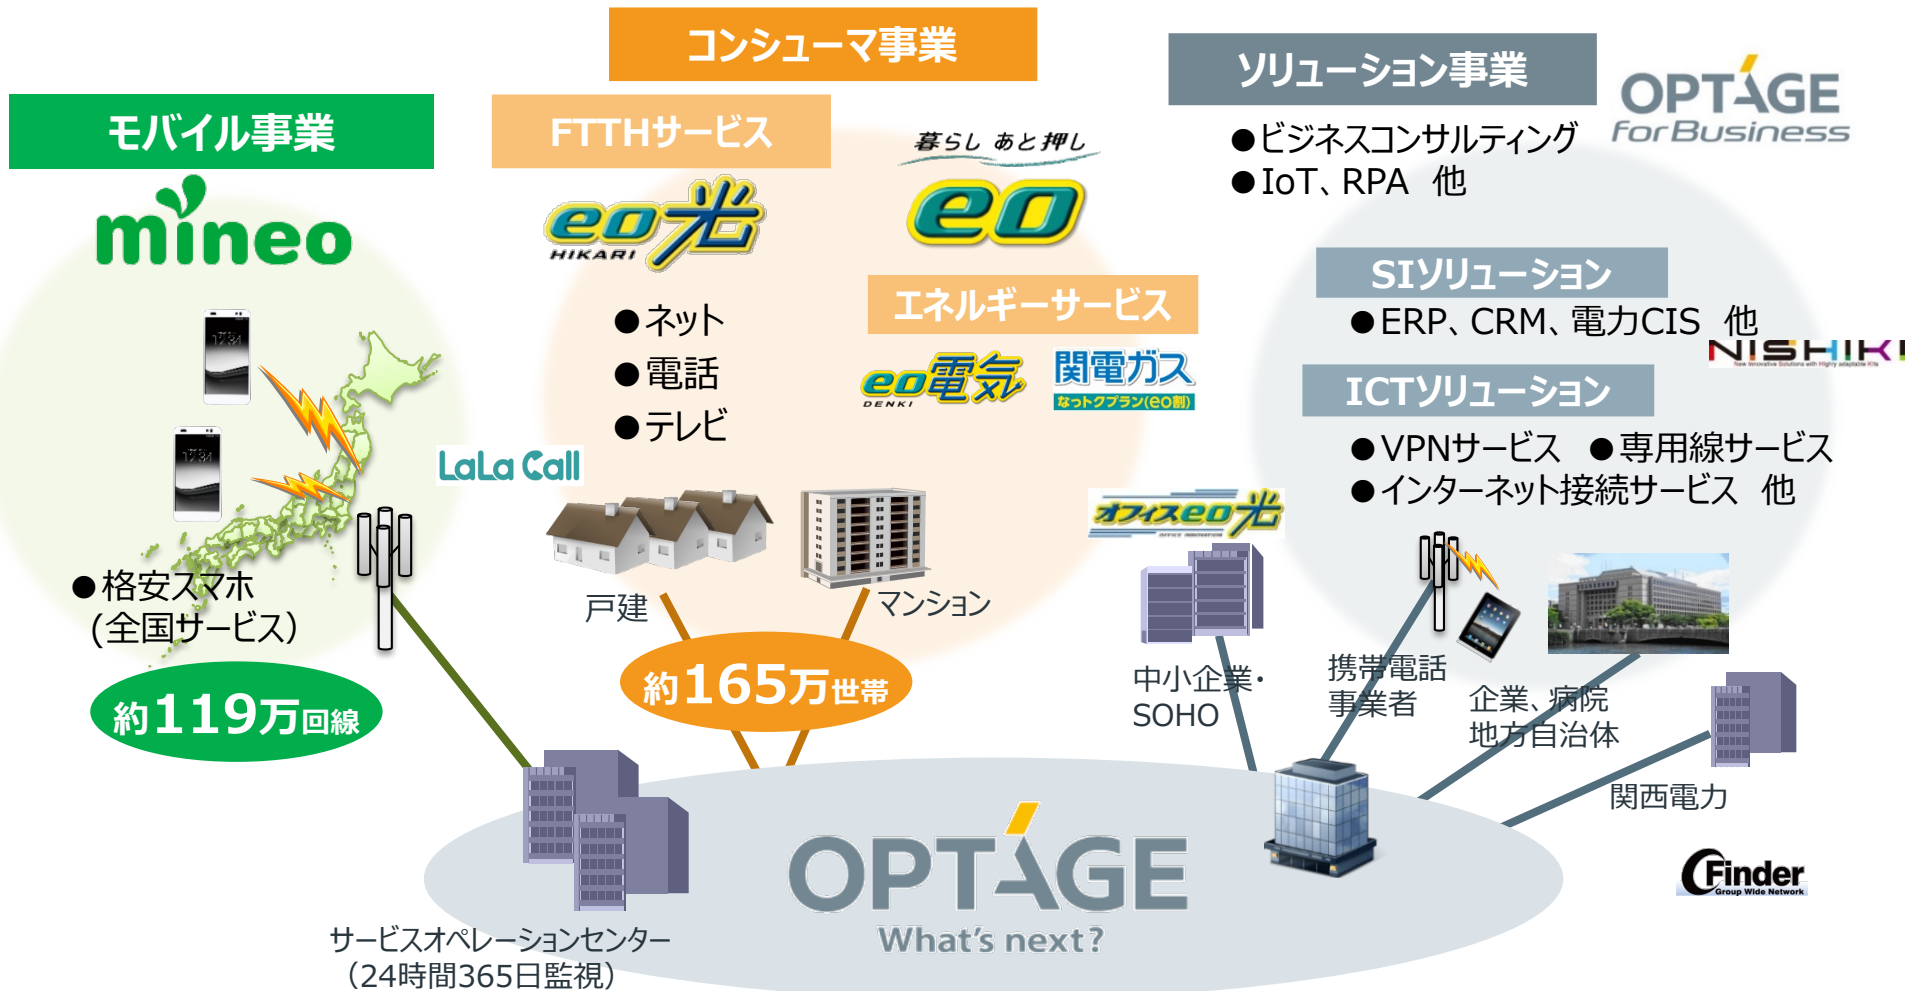 モバイル事業
mineo
12:34
12:34
●格安スマホ
(全国サービス)
約119万回線
コンシューマ事業
FTTHサービス
eo光
HIKARI
●ネット
●電話
●テレビ
LaLa Call
暮らし あと押し
eo
エネルギーサービス
eo電気
DENKI
関電ガス
なっトクプラン(eo割)
戸建
マンション
約165万世帯
ソリューション事業
OPTAGE
for Business
●ビジネスコンサルティング
●IoT、RPA 他
SIソリューション
●ERP、CRM、電力CIS 他
NISHIKI
New Innovative Solutions with Highly adaptable Kits
ICTソリューション
●VPNサービス ●専用線サービス
●インターネット接続サービス 他
オフィスeo光
OFFICE INNOVATION
中小企業・
SOHO
携帯電話
事業者
企業、病院
地方自治体
関西電力
Finder
Group Wide Network
OPTAGE
What's next?
サービスオペレーションセンター
（24時間365日監視）